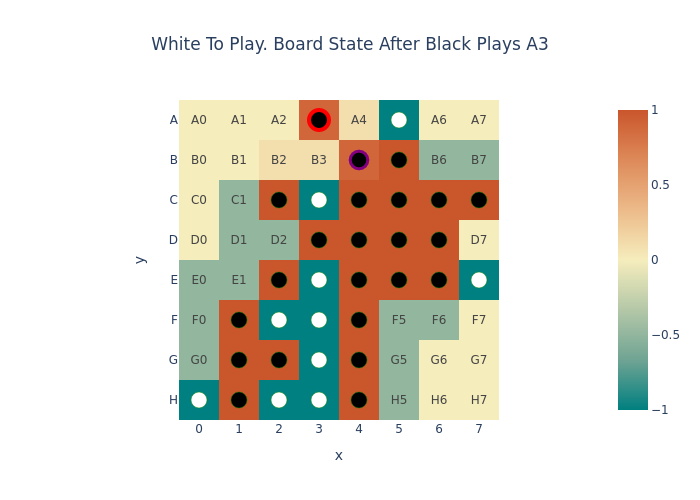 White To Play. Board State After Black Plays A3
A A0 A1 A2 A4 A6 A7
B B0 B1 B2 B3 B6 B7
C C0 C1
D D0 D1 D2 D7
E E0 E1
F F0 F5 F6 F7
G G0 G5 G6 G7
H H5 H6 H7
0 1 2 3 4 5 6 7
x
y
1
0.5
0
−0.5
−1